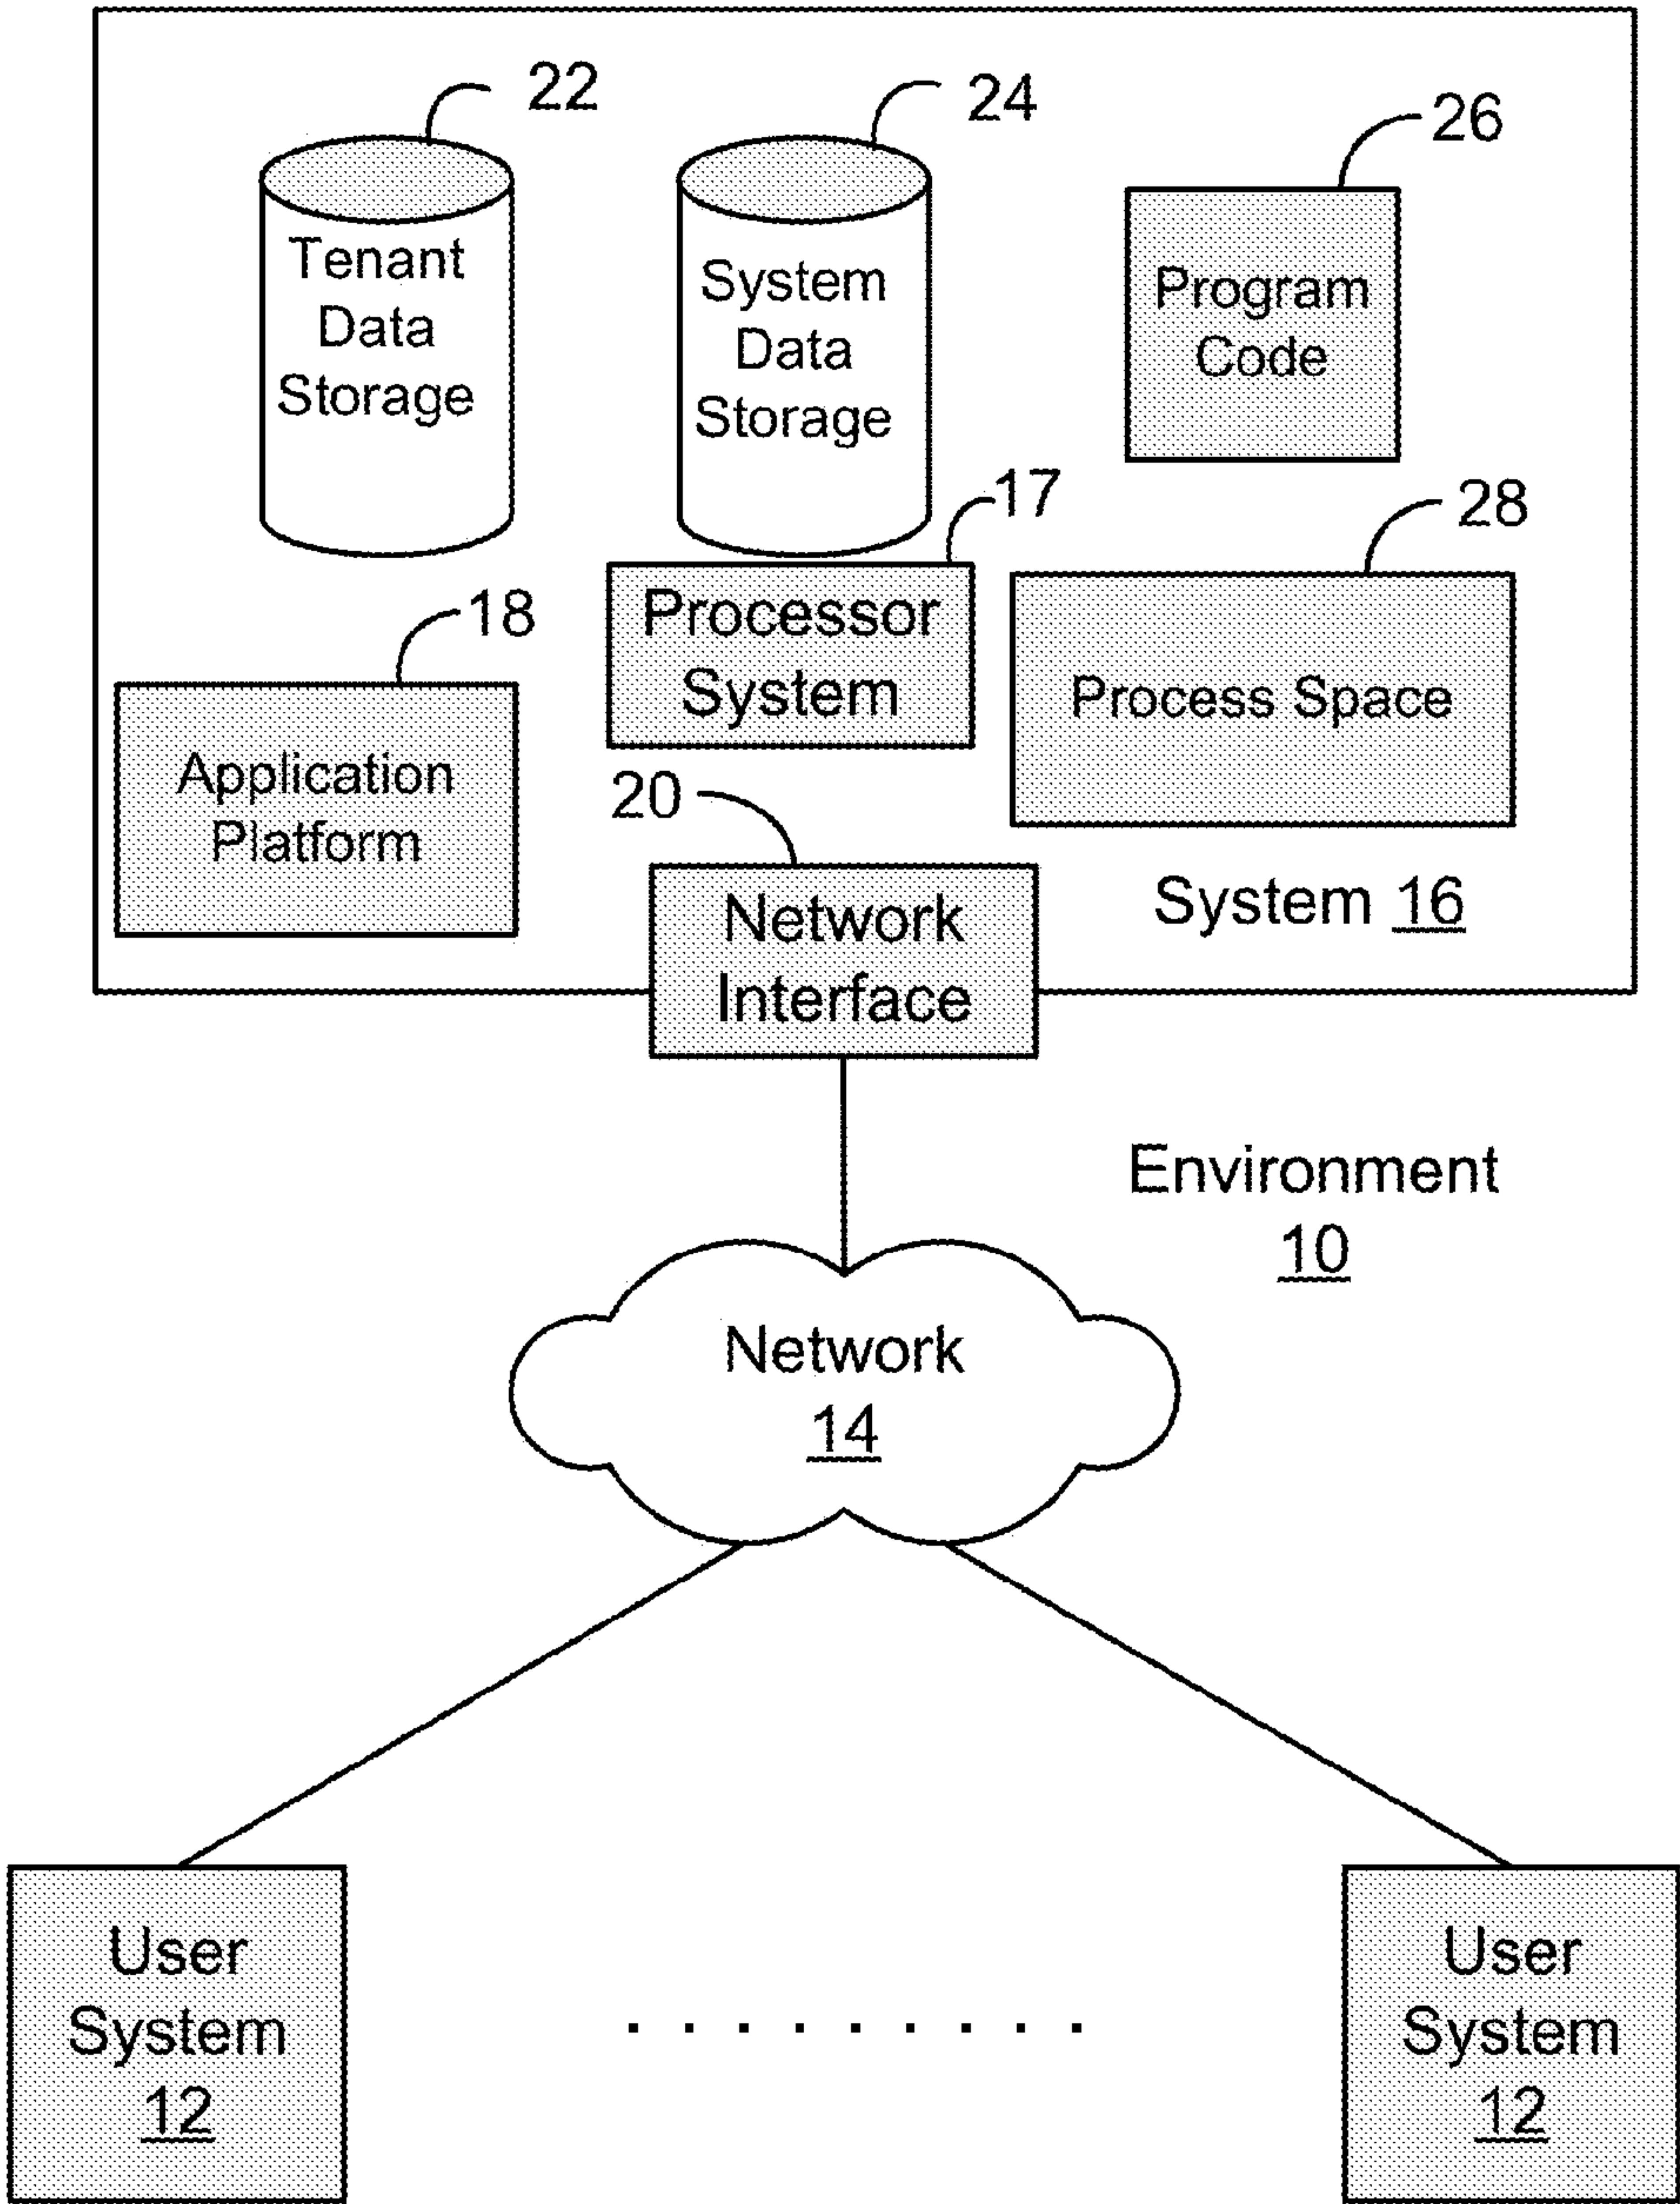 22
24
26
Tenant
Data
Storage
System
Data
Storage
Program
Code
17
28
18
Processor
System
Process Space
Application
Platform
20
Network
Interface
System 16
Environment
10
Network
14
User
System
12
. . . . . . . . .
User
System
12